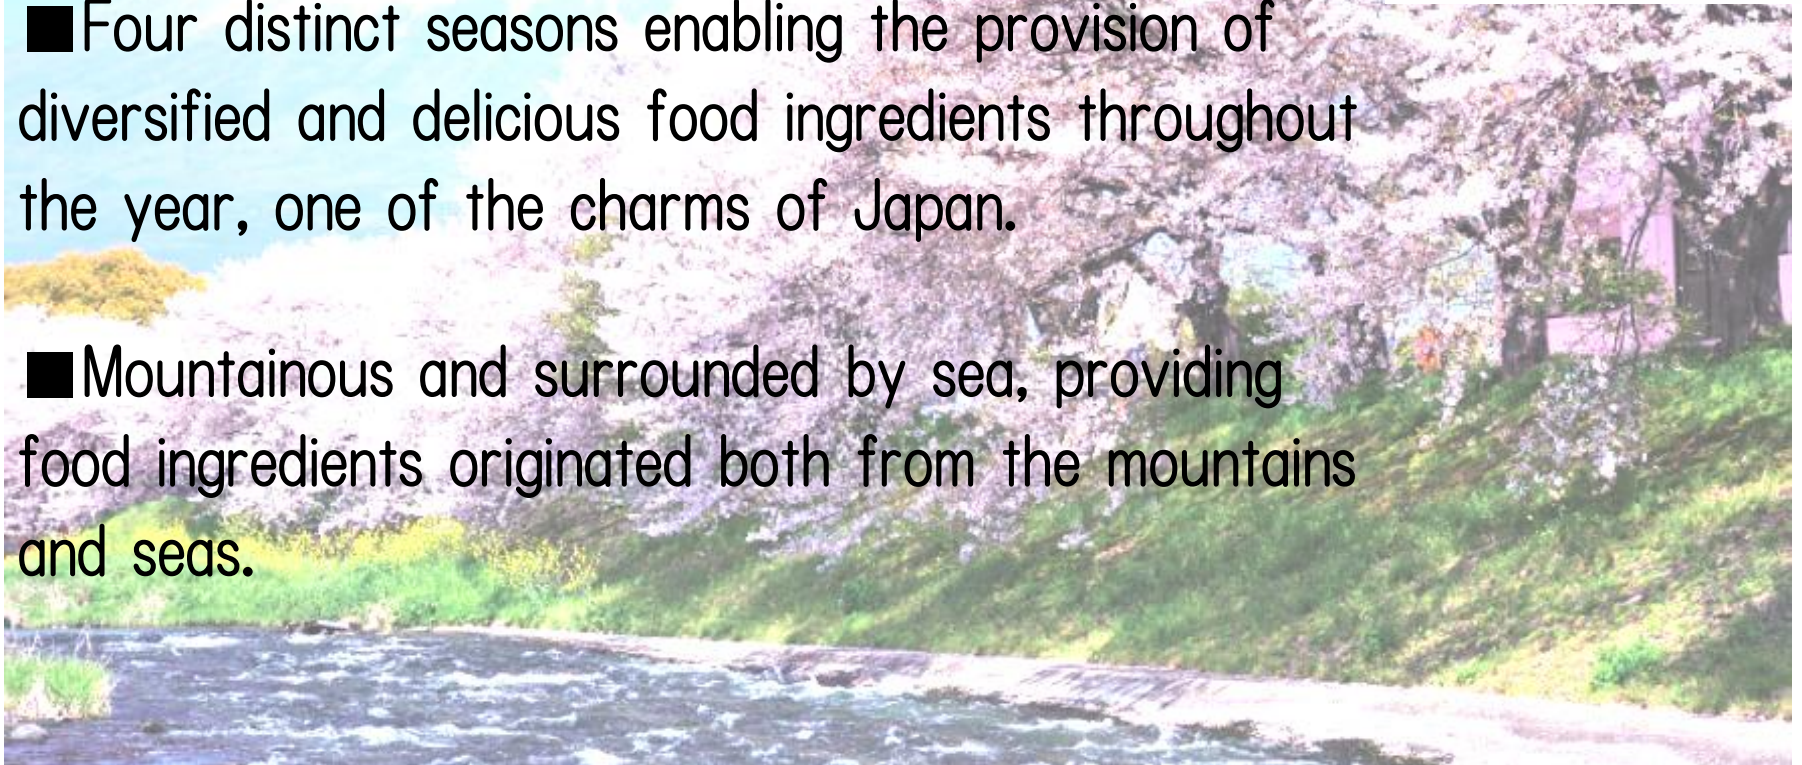 ■Four distinct seasons enabling the provision of
diversified and delicious food ingredients throughout
the year, one of the charms of Japan.
■Mountainous and surrounded by sea, providing
food ingredients originated both from the mountains
and seas.